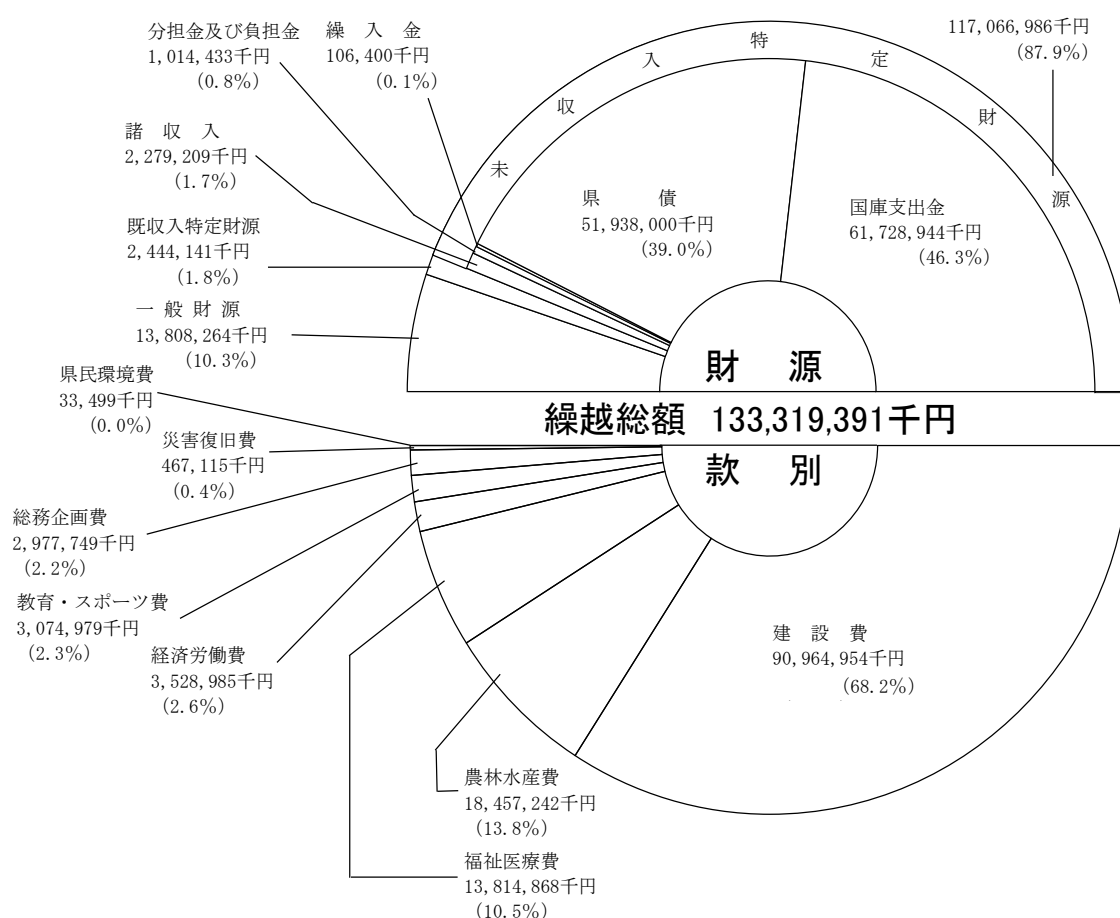 分担金及び負担金
1,014,433千円
(0.8%)
繰 入 金
106,400千円
(0.1%)
未収入特定財源
117,066,986千円
(87.9%)
諸 収 入
2,279,209千円
(1.7%)
既収入特定財源
2,444,141千円
(1.8%)
一 般 財 源
13,808,264千円
(10.3%)
県 債
51,938,000千円
(39.0%)
国庫支出金
61,728,944千円
(46.3%)
財 源
繰越総額 133,319,391千円
款 別
県民環境費
33,499千円
(0.0%)
災害復旧費
467,115千円
(0.4%)
総務企画費
2,977,749千円
(2.2%)
教育・スポーツ費
3,074,979千円
(2.3%)
経済労働費
3,528,985千円
(2.6%)
建 設 費
90,964,954千円
(68.2%)
農林水産費
18,457,242千円
(13.8%)
福祉医療費
13,814,868千円
(10.5%)